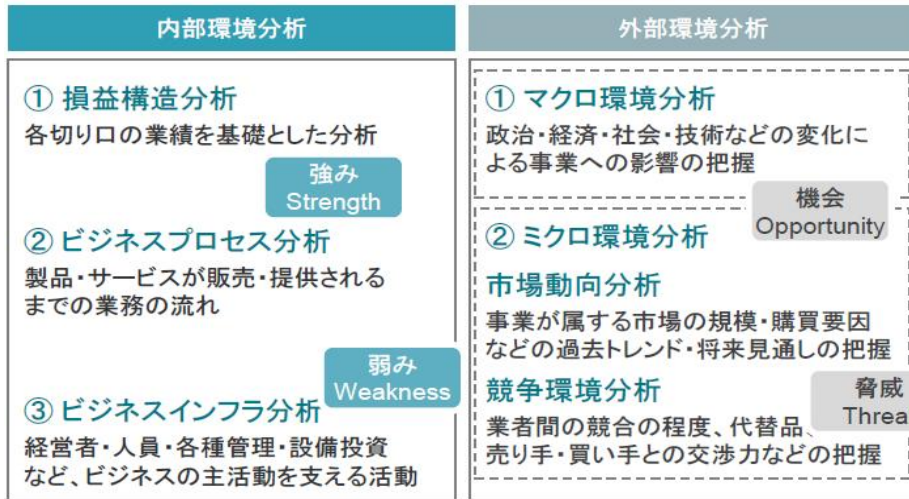 内部環境分析
① 損益構造分析
各切り口の業績を基礎とした分析
強み
Strength
② ビジネスプロセス分析
製品・サービスが販売・提供される
までの業務の流れ
弱み
Weakness
③ ビジネスインフラ分析
経営者・人員・各種管理・設備投資
など、ビジネスの主活動を支える活動
外部環境分析
① マクロ環境分析
政治・経済・社会・技術などの変化に
よる事業への影響の把握
機会
Opportunity
② ミクロ環境分析
市場動向分析
事業が属する市場の規模・購買要因
などの過去トレンド・将来見通しの把握
競争環境分析
脅威
Threa
業者間の競合の程度、代替品、
売り手・買い手との交渉力などの把握